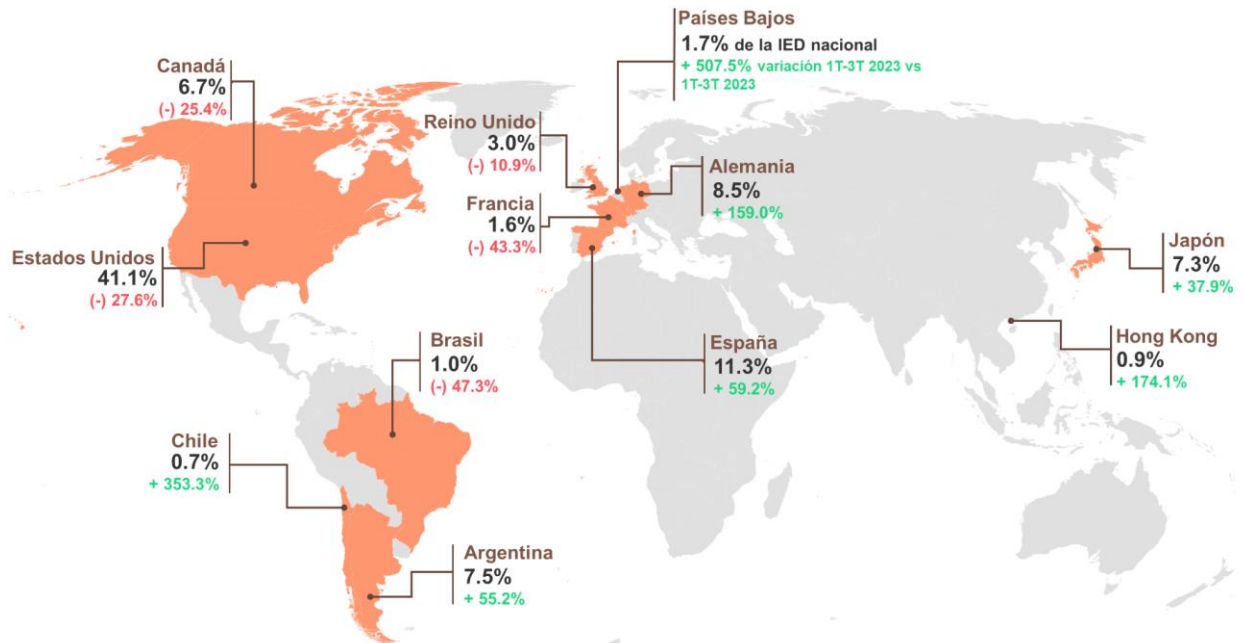 Países Bajos
1.7% de la IED nacional
+ 507.5% variación 1T-3T 2023 vs
1T-3T 2023
Canadá
6.7%
(-) 25.4%
Reino Unido
3.0%
(-) 10.9%
Alemania
8.5%
+ 159.0%
Francia
1.6%
(-) 43.3%
Estados Unidos
41.1%
(-) 27.6%
Japón
7.3%
+ 37.9%
Brasil
1.0%
(-) 47.3%
España
11.3%
+ 59.2%
Hong Kong
0.9%
+ 174.1%
Chile
0.7%
+ 353.3%
Argentina
7.5%
+ 55.2%